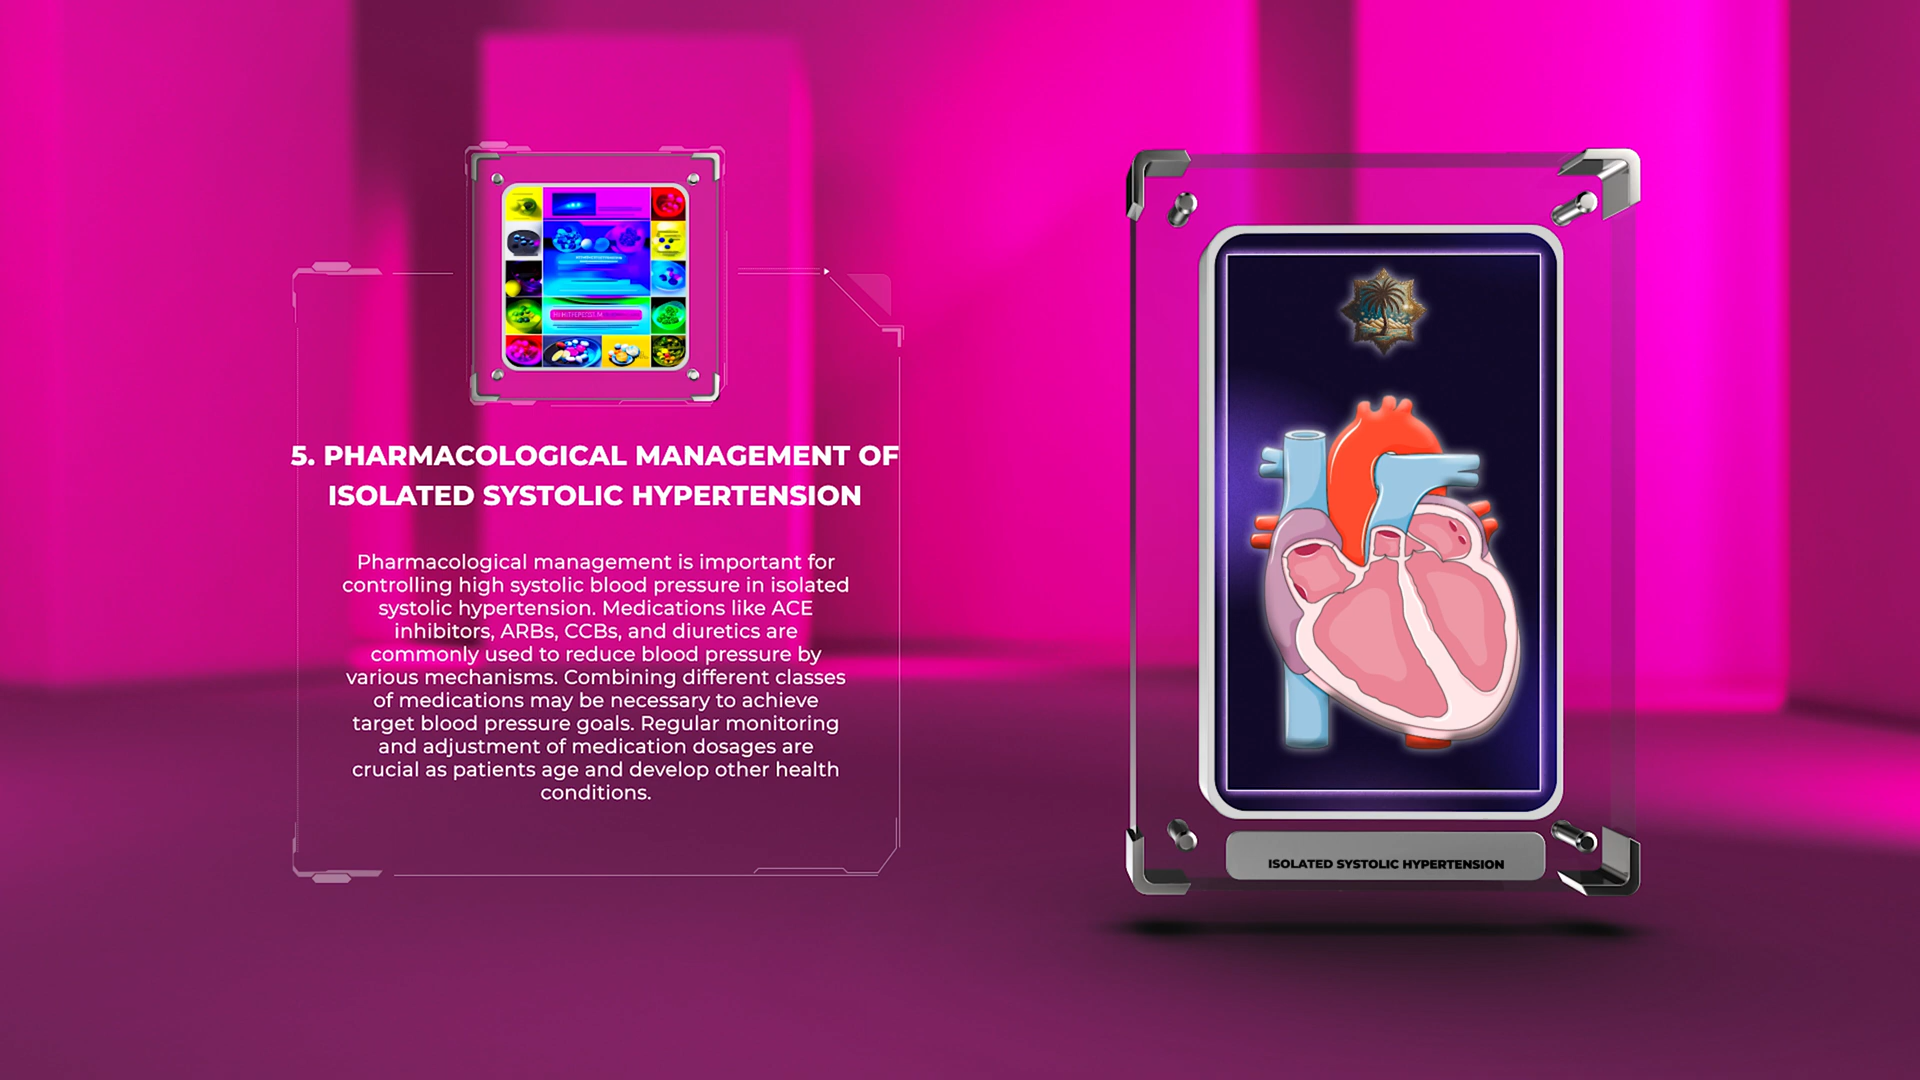 5. PHARMACOLOGICAL MANAGEMENT OF
ISOLATED SYSTOLIC HYPERTENSION
Pharmacological management is important for
controlling high systolic blood pressure in isolated
systolic hypertension. Medications like ACE
inhibitors, ARBs, CCBs, and diuretics are
commonly used to reduce blood pressure by
various mechanisms. Combining different classes
of medications may be necessary to achieve
target blood pressure goals. Regular monitoring
and adjustment of medication dosages are
crucial as patients age and develop other health
conditions.
ISOLATED SYSTOLIC HYPERTENSION